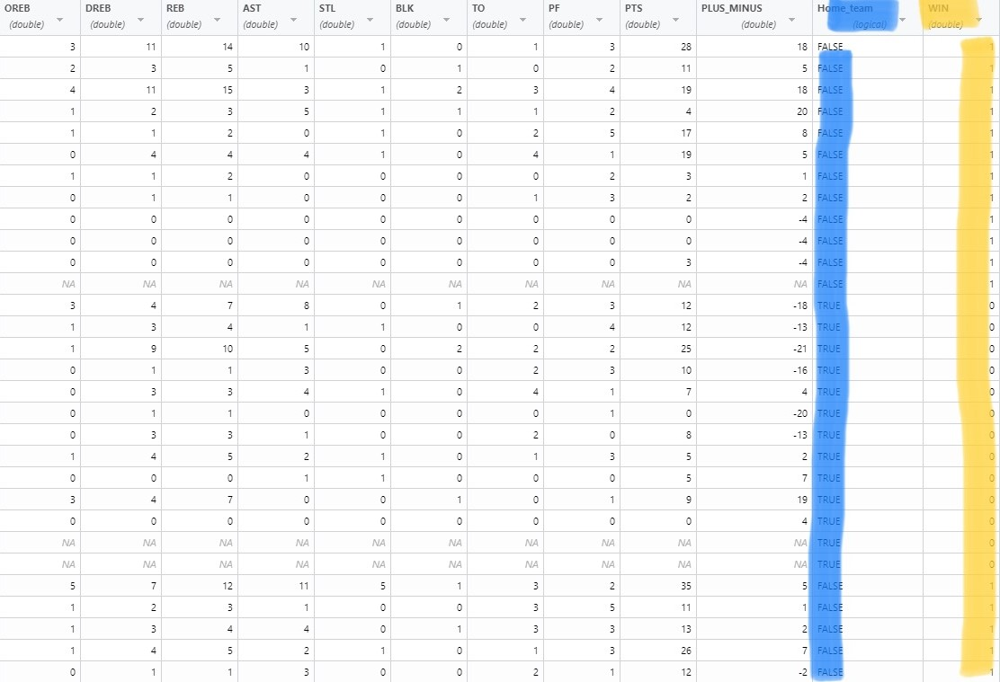 OREB DREB REB AST STL BLK TO PF PTS PLUS_MINUS Home_team WIN
(double) (double) (double) (double) (double) (double) (double) (double) (double) (double) (logical) (double)
3 11 14 10 1 0 1 3 28 18 FALSE 1
2 3 5 1 0 1 0 2 11 5 FALSE 1
4 11 15 3 1 2 3 4 19 18 FALSE 1
1 2 3 5 1 1 1 2 4 20 FALSE 1
1 1 2 0 1 0 2 5 17 8 FALSE 1
0 4 4 4 1 0 4 1 19 5 FALSE 1
1 1 2 0 0 0 0 2 3 1 FALSE 1
0 1 1 0 0 0 1 3 2 2 FALSE 1
0 0 0 0 0 0 0 0 0 -4 FALSE 1
0 0 0 0 0 0 0 0 0 -4 FALSE 1
0 0 0 0 0 0 0 0 3 -4 FALSE 1
NA NA NA NA NA NA NA NA NA NA FALSE 1
3 4 7 8 0 1 2 3 12 -18 TRUE 0
1 3 4 1 1 0 0 4 12 -13 TRUE 0
1 9 10 5 0 2 2 2 25 -21 TRUE 0
0 1 1 3 0 0 2 3 10 -16 TRUE 0
0 3 3 4 1 0 4 1 7 4 TRUE 0
0 1 1 0 0 0 0 1 0 -20 TRUE 0
0 3 3 1 0 0 2 0 8 -13 TRUE 0
1 4 5 2 1 0 1 3 5 2 TRUE 0
0 0 0 1 1 0 0 0 5 7 TRUE 0
3 4 7 0 0 1 0 1 9 19 TRUE 0
0 0 0 0 0 0 0 0 0 4 TRUE 0
NA NA NA NA NA NA NA NA NA NA TRUE 0
NA NA NA NA NA NA NA NA NA NA TRUE 0
5 7 12 11 5 1 3 2 35 5 FALSE 1
1 2 3 1 0 0 3 5 11 1 FALSE 1
1 3 4 4 0 1 3 3 13 2 FALSE 1
1 4 5 2 1 0 1 3 26 7 FALSE 1
0 1 1 3 0 0 2 1 12 -2 FALSE 1